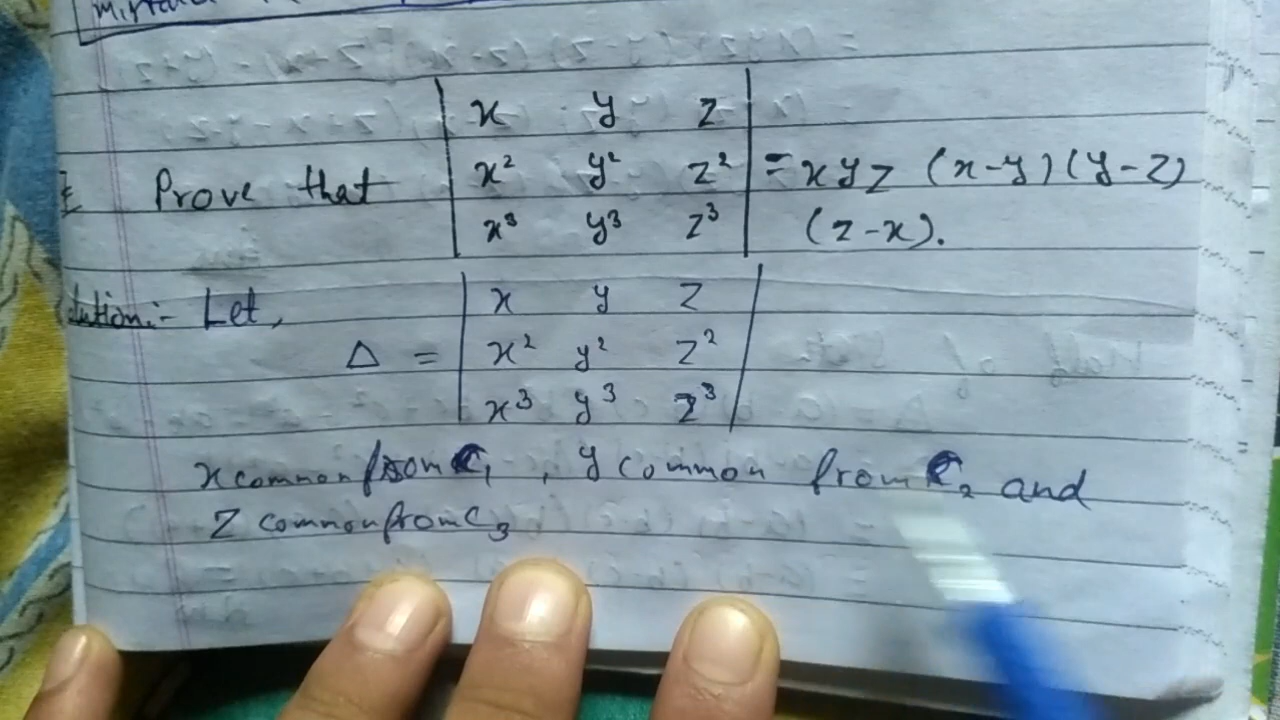 x y z
Prove that x² y² z² = xyz (x-y)(y-z)
x³ y³ z³ (z-x).
Let,
x y z
Δ = x² y² z²
x³ y³ z³
x common from C₁ , y common from C₂ and
z common from C₃